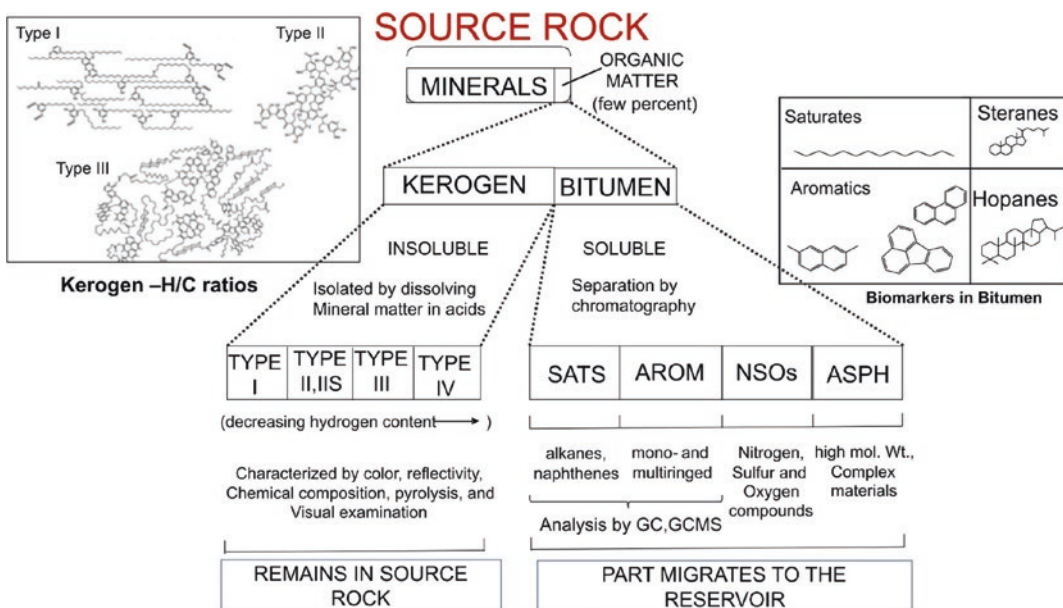 SOURCE ROCK
Type I
Type II
Type III
Kerogen –H/C ratios
MINERALS
ORGANIC
MATTER
(few percent)
KEROGEN
BITUMEN
INSOLUBLE
SOLUBLE
Isolated by dissolving
Mineral matter in acids
Separation by
chromatography
Saturates
Steranes
Aromatics
Hopanes
Biomarkers in Bitumen
TYPE
I
TYPE
II,IIS
TYPE
III
TYPE
IV
SATS
AROM
NSOs
ASPH
(decreasing hydrogen content )
Characterized by color, reflectivity,
Chemical composition, pyrolysis, and
Visual examination
alkanes,
naphthenes
mono- and
multiringed
Nitrogen,
Sulfur and
Oxygen
compounds
high mol. Wt.,
Complex
materials
Analysis by GC,GCMS
REMAINS IN SOURCE
ROCK
PART MIGRATES TO THE
RESERVOIR